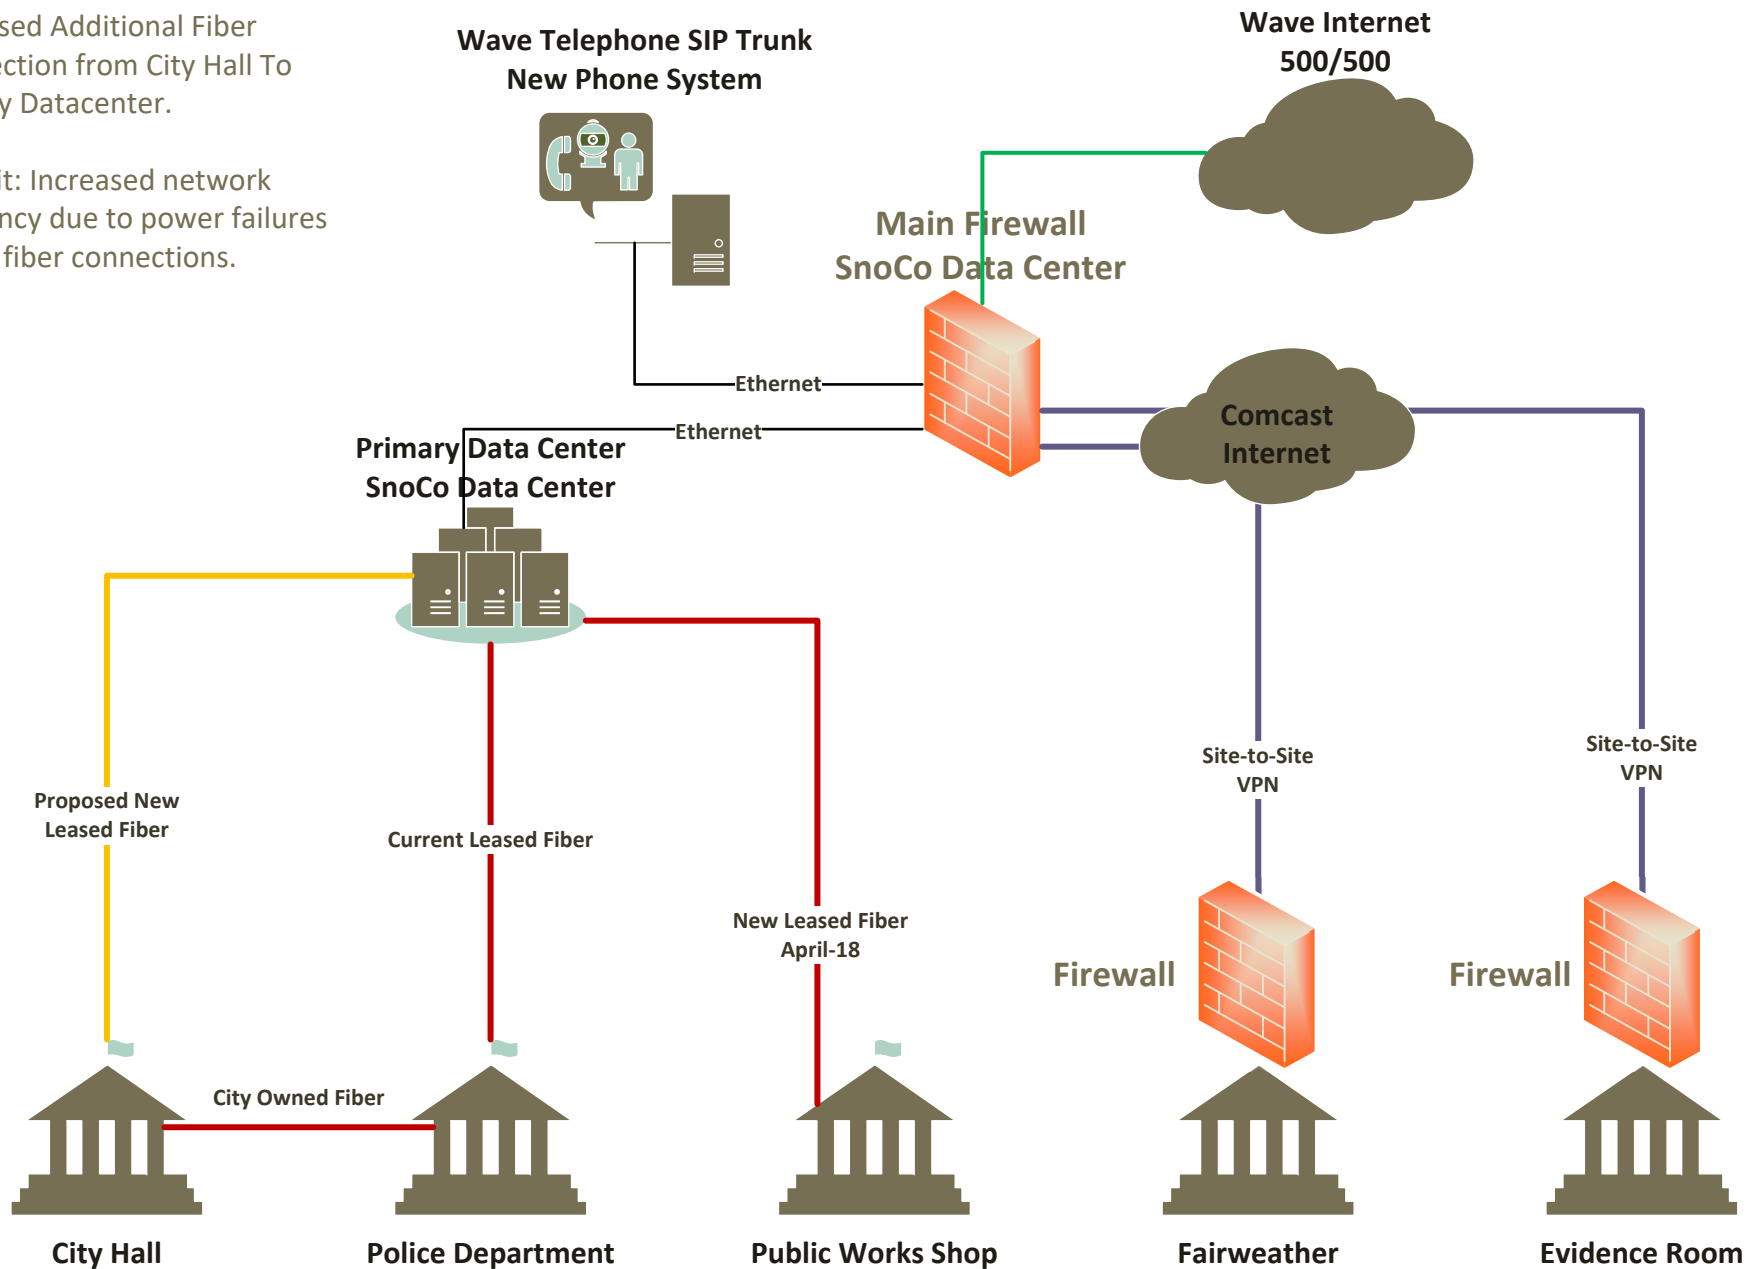 sed Additional Fiber
ection from City Hall To
y Datacenter.
it: Increased network
ncy due to power failures
fiber connections.
Wave Telephone SIP Trunk
New Phone System
Wave Internet
500/500
Main Firewall
SnoCo Data Center
Ethernet
Ethernet
Comcast
Internet
Primary Data Center
SnoCo Data Center
Site-to-Site
VPN
Site-to-Site
VPN
Proposed New
Leased Fiber
Current Leased Fiber
New Leased Fiber
April-18
Firewall
Firewall
City Owned Fiber
City Hall
Police Department
Public Works Shop
Fairweather
Evidence Room